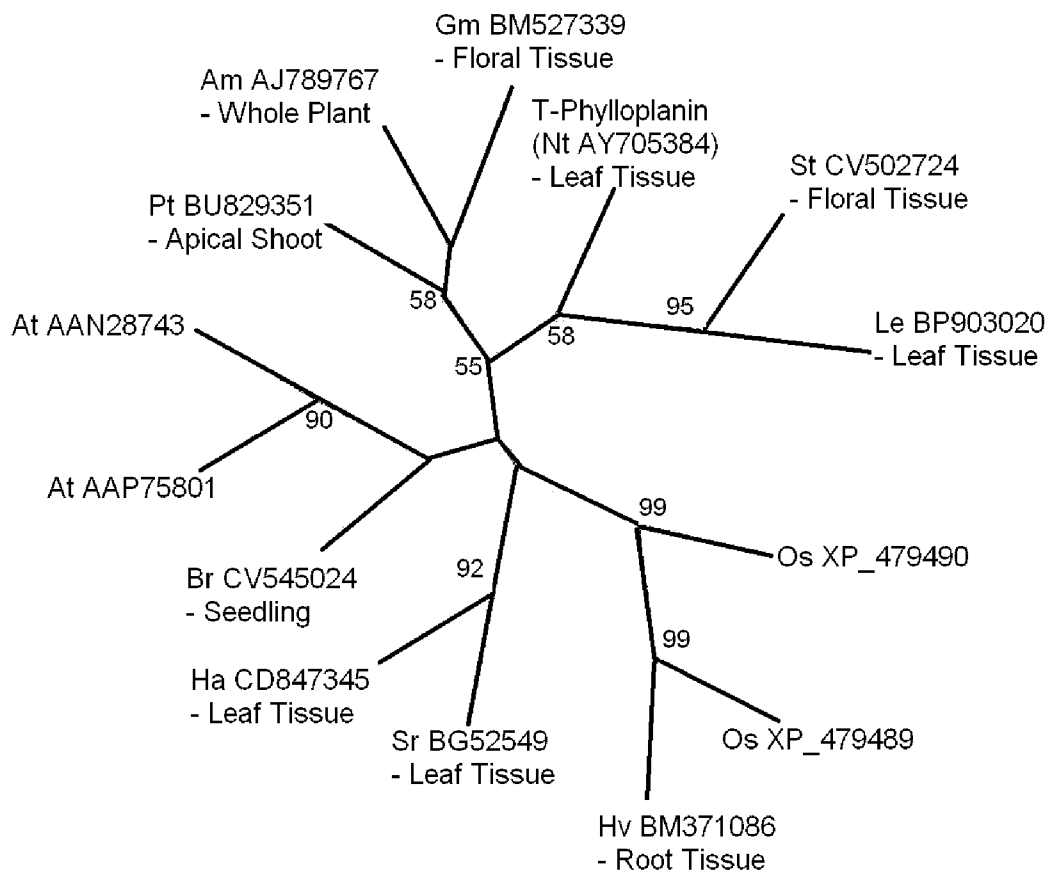 Gm BM527339
- Floral Tissue
Am AJ789767
- Whole Plant
T-Phylloplanin
(Nt AY705384)
- Leaf Tissue
St CV502724
- Floral Tissue
Pt BU829351
- Apical Shoot
58
95
58
Le BP903020
- Leaf Tissue
At AAN28743
55
90
At AAP75801
99
Os XP_479490
92
Br CV545024
- Seedling
99
Ha CD847345
- Leaf Tissue
Os XP_479489
Sr BG52549
- Leaf Tissue
Hv BM371086
- Root Tissue